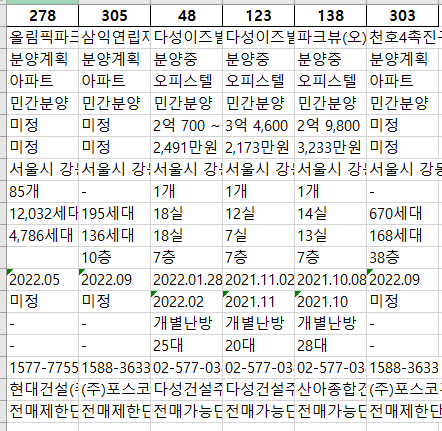 278 305 48 123 138 303
올림픽파크 삼익연립재 다성이즈빌 다성이즈빌 파크뷰(오) 천호4촉진구
분양계획 분양계획 분양중 분양중 분양중 분양계획
아파트 아파트 오피스텔 오피스텔 오피스텔 아파트
민간분양 민간분양 민간분양 민간분양 민간분양 민간분양
미정 미정 2억 700 ~ 3억 4,600 2억 9,800 미정
미정 미정 2,491만원 2,173만원 3,233만원 미정
서울시 강동 서울시 강동 서울시 강동 서울시 강동 서울시 강동 서울시 강동
85개 - 1개 1개 1개 -
12,032세대 195세대 18실 12실 14실 670세대
4,786세대 136세대 18실 7실 13실 168세대
10층 7층 7층 7층 38층
2022.05 2022.09 2022.01.28 2021.11.02 2021.10.08 2022.09
미정 미정 2022.02 2021.11 2021.10 미정
- - 개별난방 개별난방 개별난방 -
- - 25대 20대 28대 -
1577-7755 1588-3633 02-577-03 02-577-03 02-577-03 1588-3633
현대건설(주 (주)포스코 다성건설주 다성건설주 산아종합건 (주)포스코
전매제한단 전매제한단 전매가능단 전매가능단 전매가능단 전매제한단